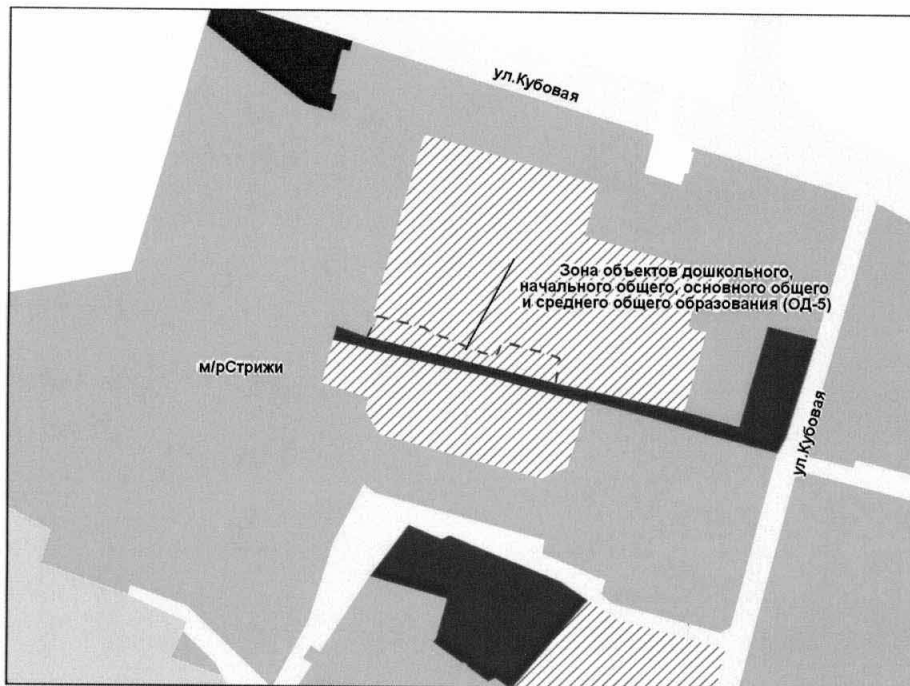 ул.Кубовая
Зона объектов дошкольного,
начального общего, основного общего
и среднего общего образования (ОД-5)
м/рСтрижи
ул.Кубовая